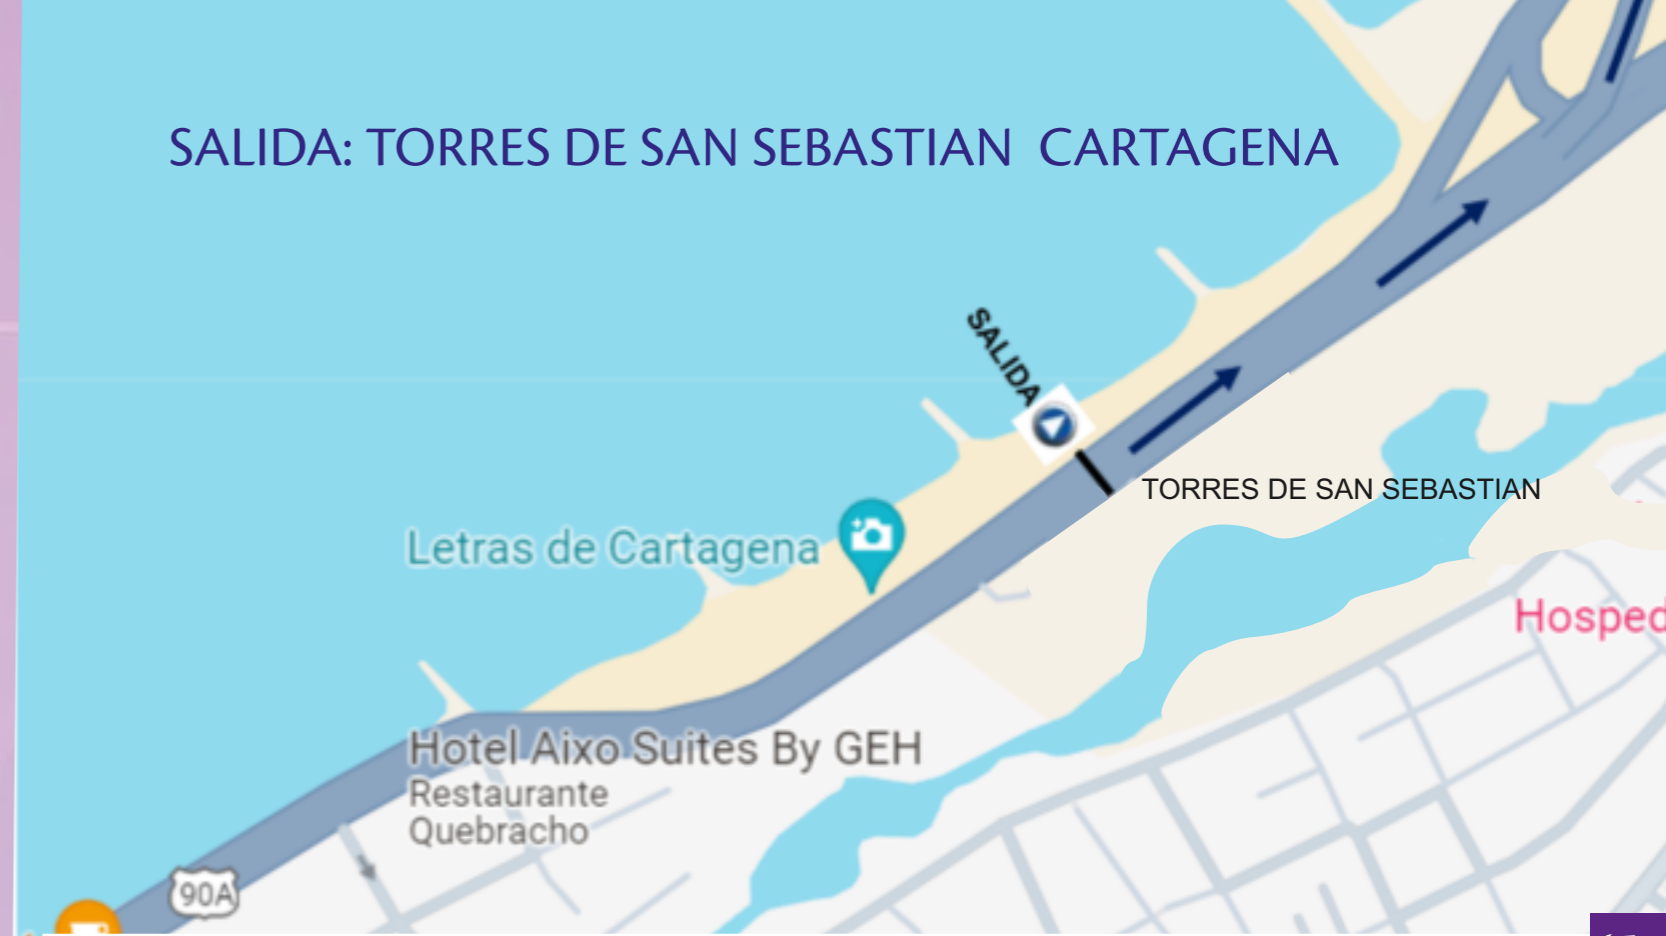 SALIDA: TORRES DE SAN SEBASTIAN CARTAGENA
SALIDA
TORRES DE SAN SEBASTIAN
Letras de Cartagena
Hosped
Hotel Aixo Suites By GEH
Restaurante
Quebracho
90A